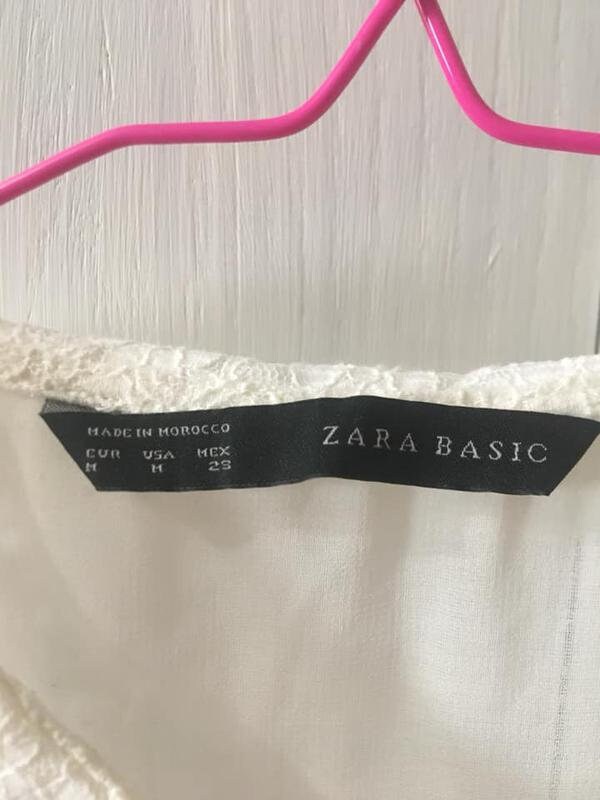 MADE IN MOROCCO
EUR USA MEX
M M 28
ZARA BASIC